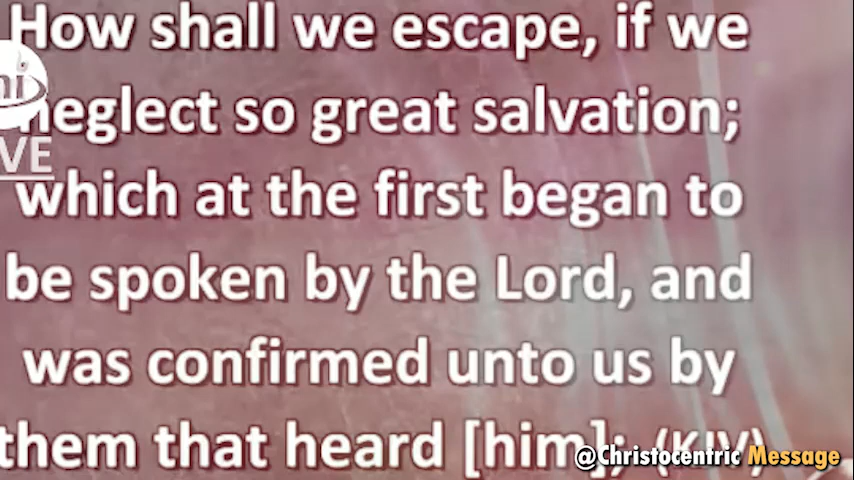 How shall we escape, if we
neglect so great salvation;
which at the first began to
be spoken by the Lord, and
was confirmed unto us by
them that heard [him]; (KJV)
@Christocentric Message